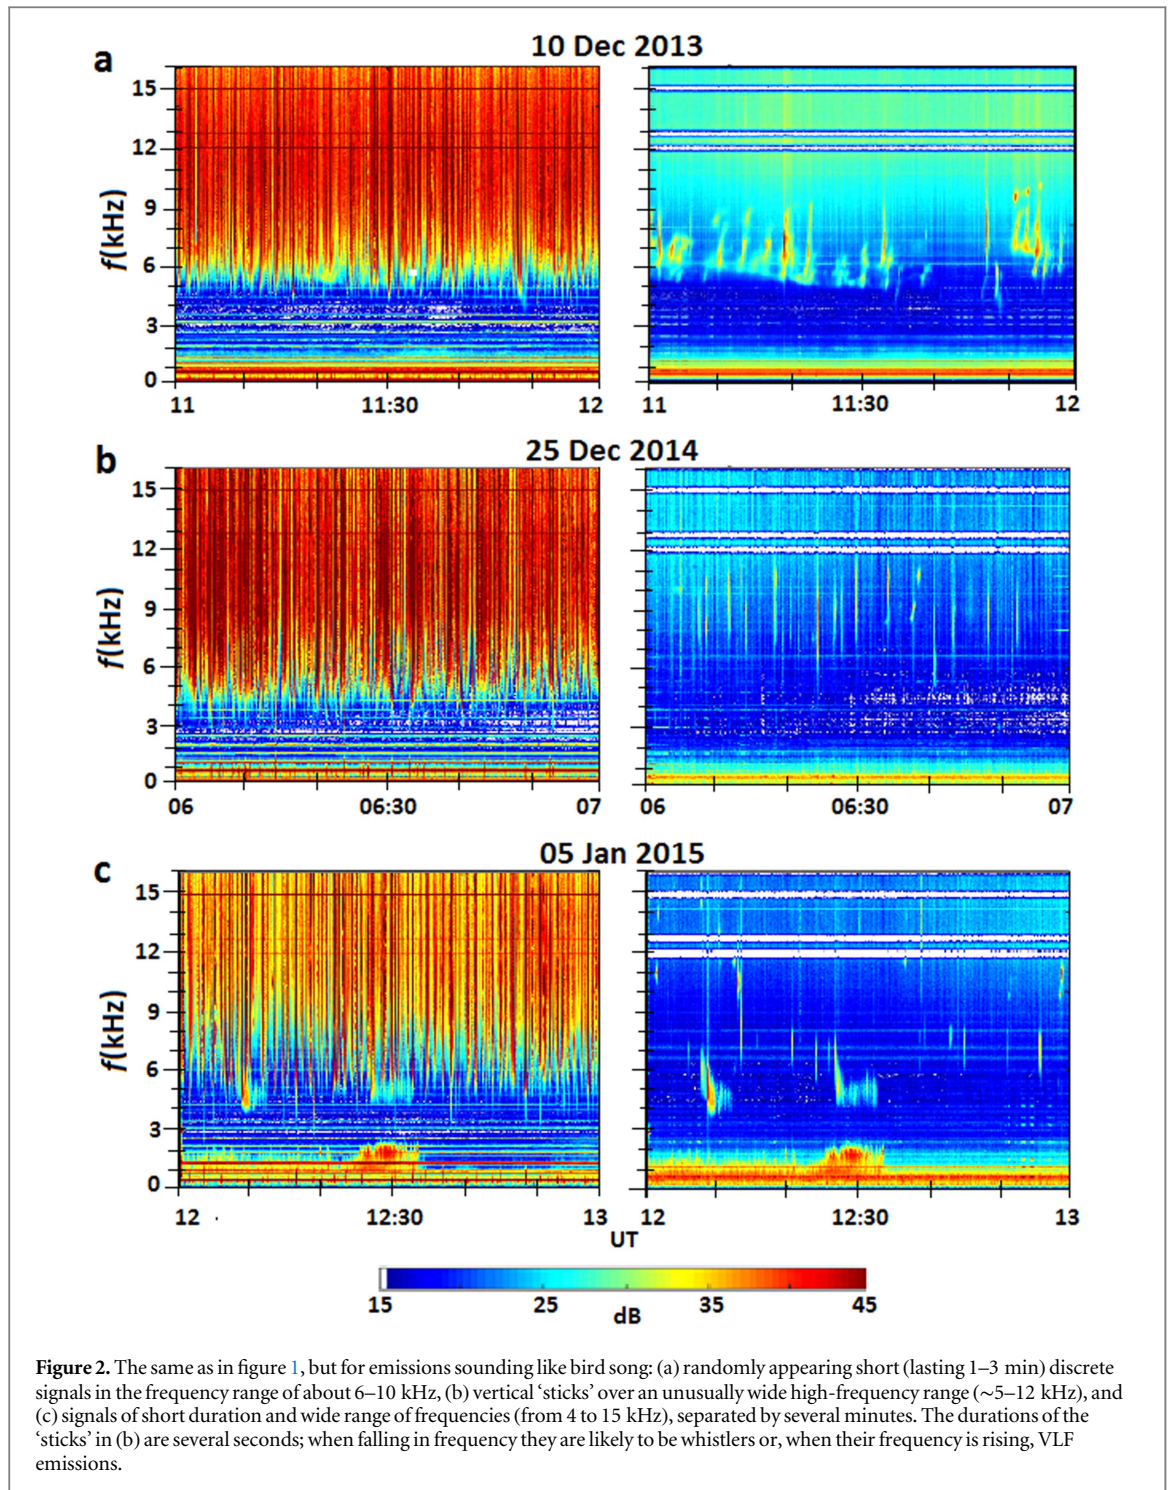 10 Dec 2013
a
15
12
9
6
3
0
f(kHz)
11 11:30 12
11 11:30 12
25 Dec 2014
b
15
12
9
6
3
0
f(kHz)
06 06:30 07
06 06:30 07
05 Jan 2015
c
15
12
9
6
3
0
f(kHz)
12 12:30 13
12 12:30 13
UT
15 25 35 45
dB
Figure 2. The same as in figure 1, but for emissions sounding like bird song: (a) randomly appearing short (lasting 1–3 min) discrete
signals in the frequency range of about 6–10 kHz, (b) vertical ‘sticks’ over an unusually wide high-frequency range (~5–12 kHz), and
(c) signals of short duration and wide range of frequencies (from 4 to 15 kHz), separated by several minutes. The durations of the
‘sticks’ in (b) are several seconds; when falling in frequency they are likely to be whistlers or, when their frequency is rising, VLF
emissions.